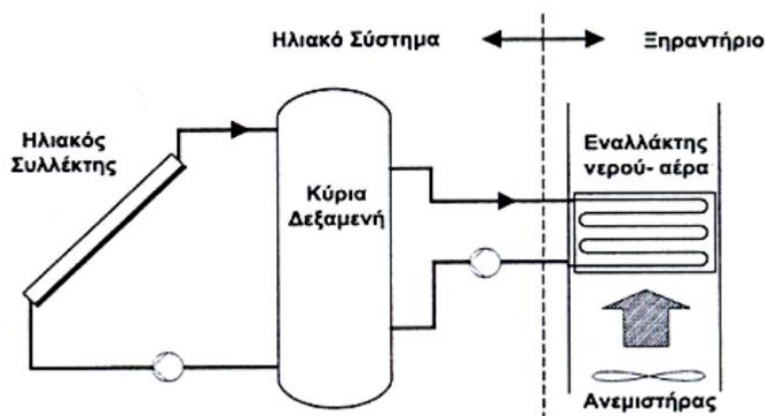 Ηλιακό Σύστημα
Ξηραντήριο
Ηλιακός
Συλλέκτης
Κύρια
Δεξαμενή
Εναλλάκτης
νερού- αέρα
Ανεμιστήρας